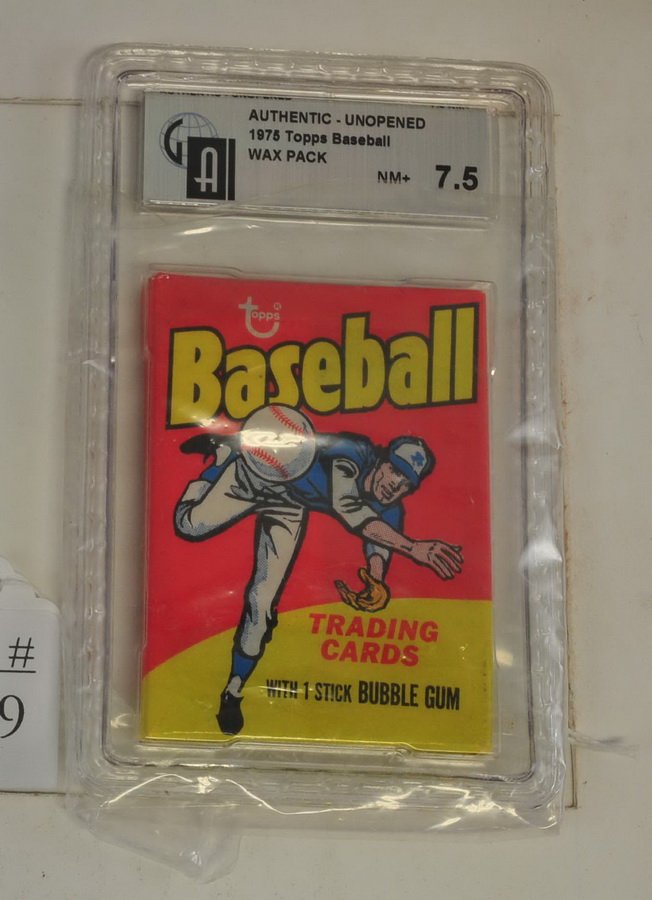 AUTHENTIC - UNOPENED
1975 Topps Baseball
WAX PACK
NM+ 7.5
GA
Topps
Baseball
TRADING
CARDS
WITH 1 STICK BUBBLE GUM
#
9